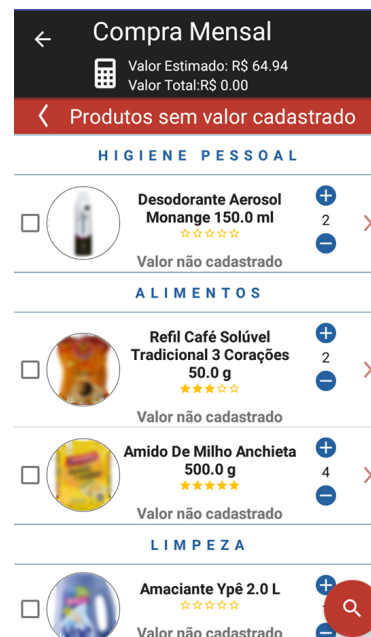 Compra Mensal
Valor Estimado: R$ 64.94
Valor Total:R$ 0.00
Produtos sem valor cadastrado
HIGIENE PESSOAL
Desodorante Aerosol
Monange 150.0 ml
2
Valor não cadastrado
ALIMENTOS
Refil Café Solúvel
Tradicional 3 Corações
50.0 g
2
Valor não cadastrado
Amido De Milho Anchieta
500.0 g
4
Valor não cadastrado
LIMPEZA
Amaciante Ypê 2.0 L
Valor não cadastrado